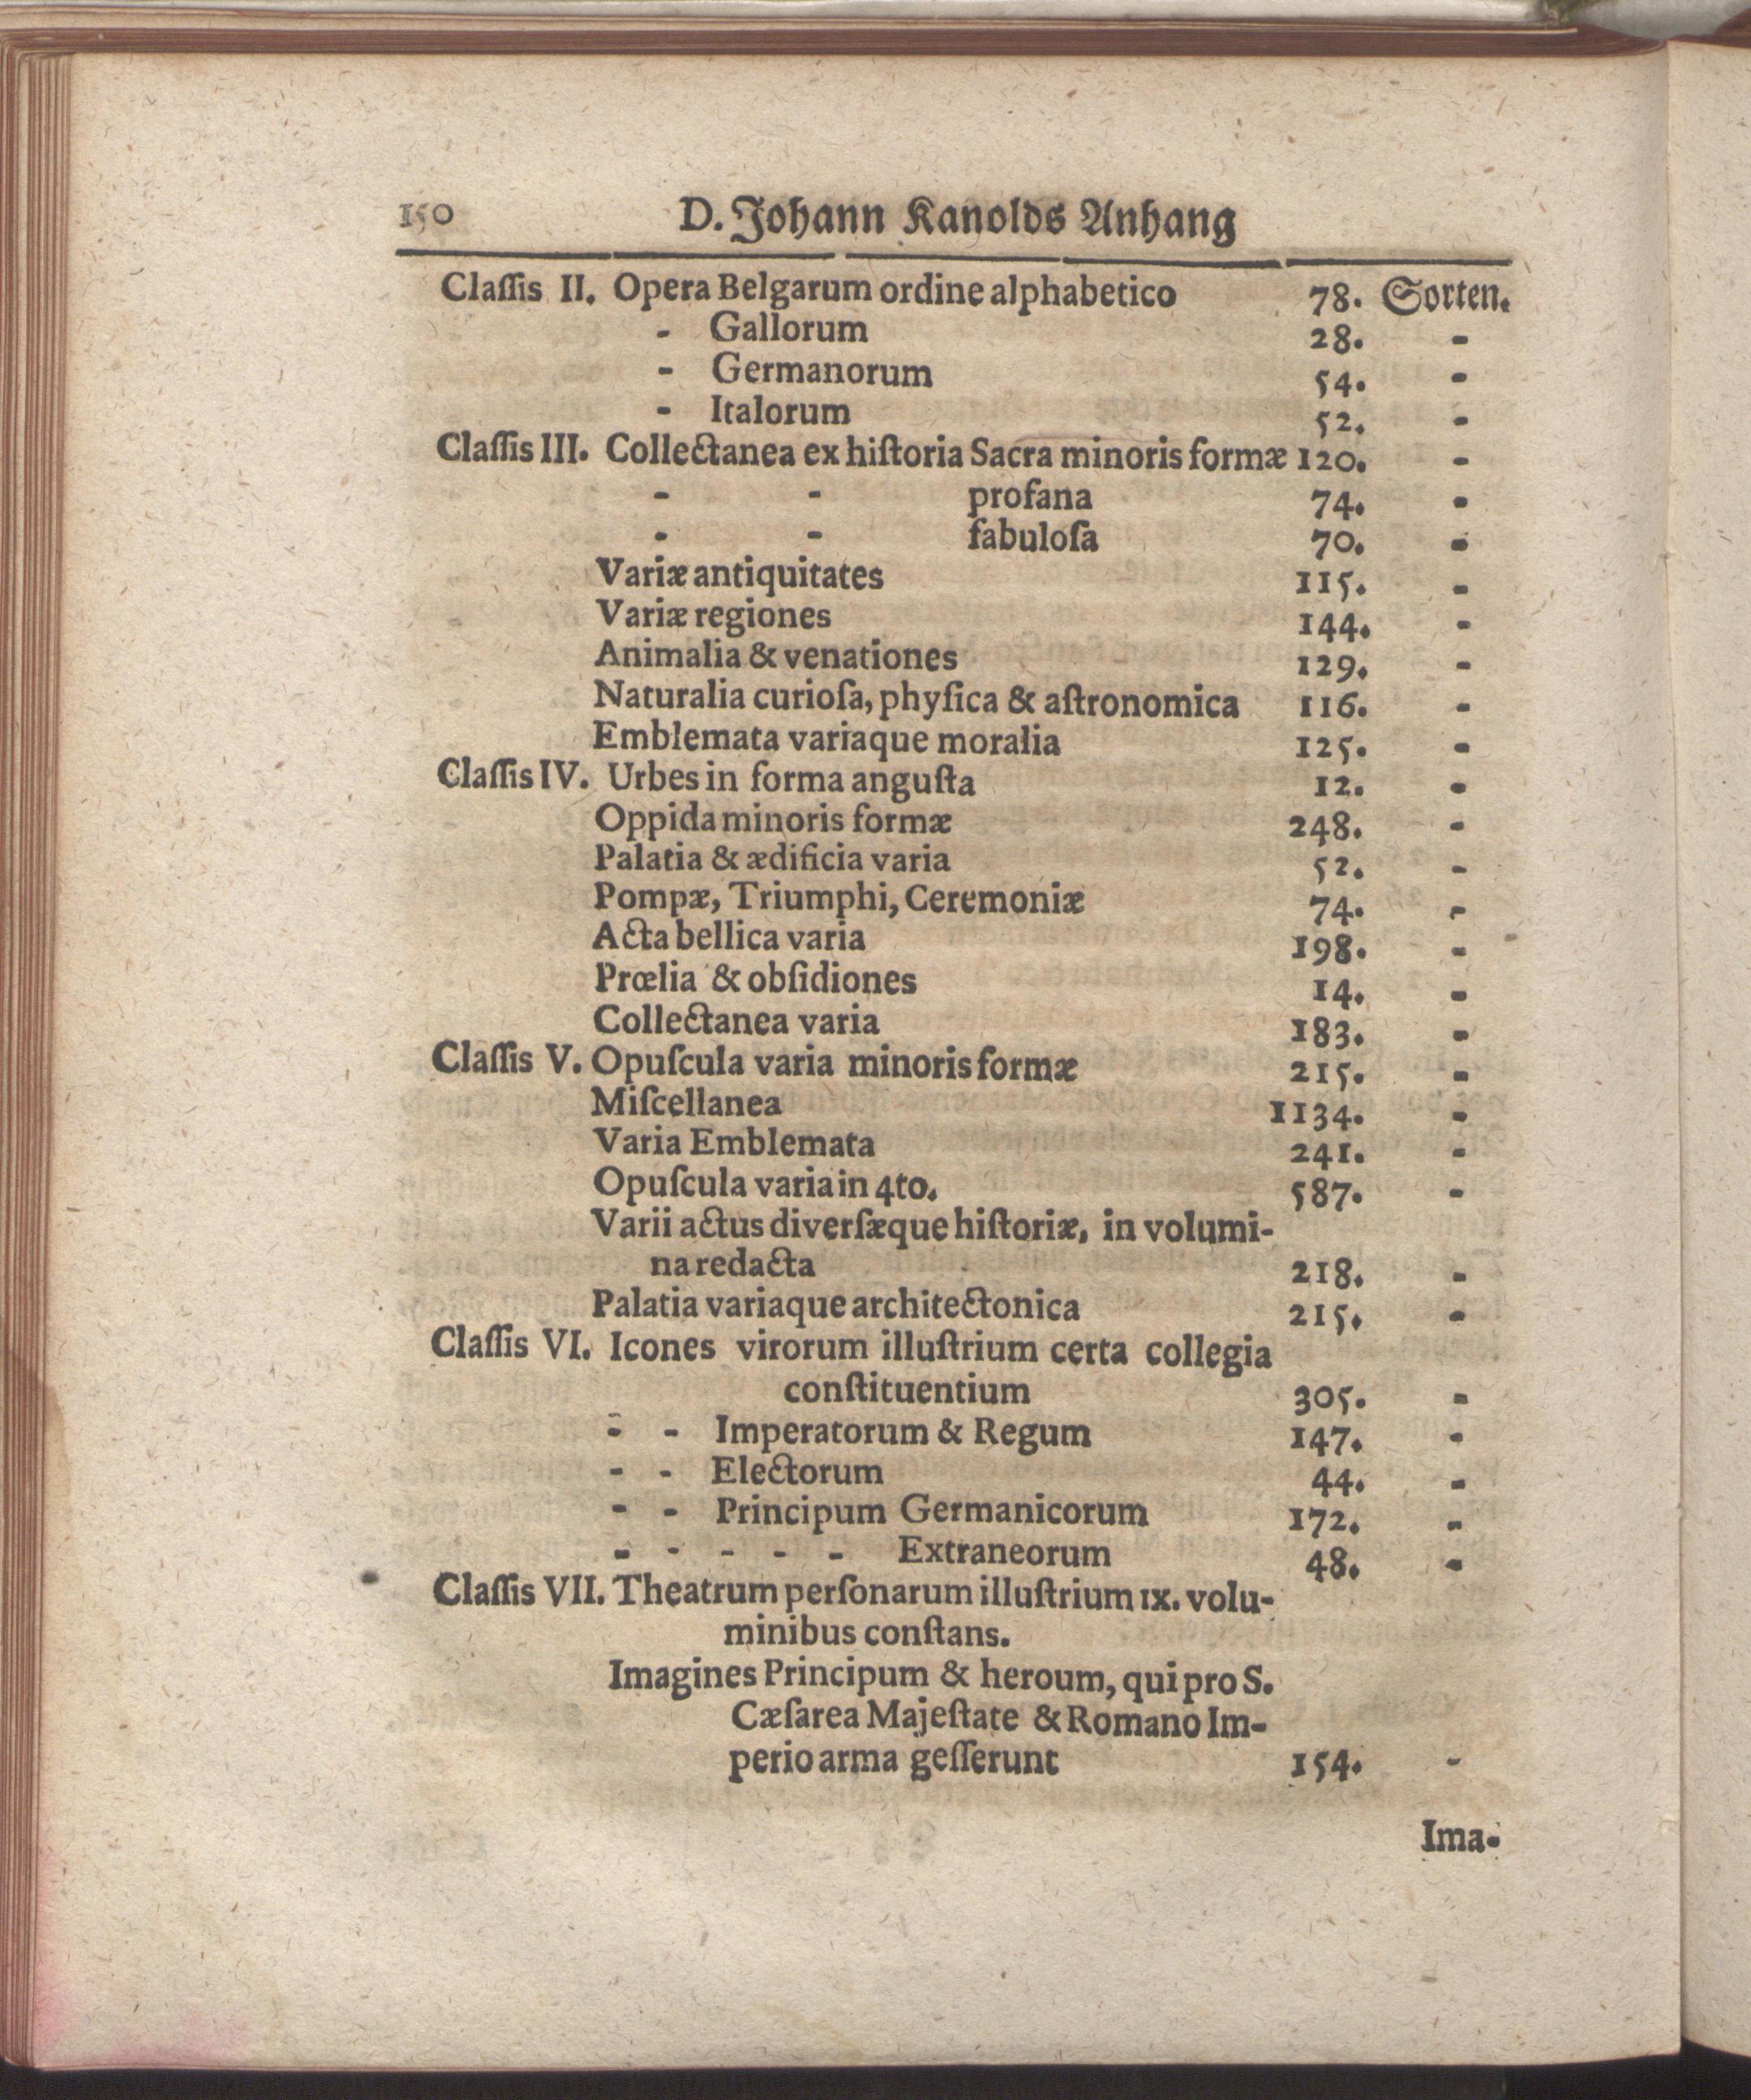 150 D. Johann Kanolds Anhang
Claſſis II. Opera Belgarum ordine alphabetico 78. Sorten.
- Gallorum 28. -
- Germanorum 54. -
- Italorum 52. -
Claſſis III. Collectanea ex hiſtoria Sacra minoris formæ 120. -
- - profana 74. -
- - fabuloſa 70. -
Variæ antiquitates 115. -
Variæ regiones 144. -
Animalia & venationes 129. -
Naturalia curioſa, phyſica & aſtronomica 116. -
Emblemata variaque moralia 125. -
Claſſis IV. Urbes in forma anguſta 12. -
Oppida minoris formæ 248. -
Palatia & ædificia varia 52. -
Pompæ, Triumphi, Ceremoniæ 74. -
Acta bellica varia 198. -
Prœlia & obſidiones 14. -
Collectanea varia 183. -
Claſſis V. Opuſcula varia minoris formæ 215. -
Miſcellanea 1134. -
Varia Emblemata 241. -
Opuſcula varia in 4to. 587. -
Varii actus diverſæque hiſtoriæ, in volumi-
na redacta 218. -
Palatia variaque architectonica 215. -
Claſſis VI. Icones virorum illuſtrium certa collegia
conſtituentium 305. -
- - Imperatorum & Regum 147. -
- - Electorum 44. -
- - Principum Germanicorum 172. -
- - - - - Extraneorum 48. -
Claſſis VII. Theatrum perſonarum illuſtrium IX. volu-
minibus conſtans.
Imagines Principum & heroum, qui pro S.
Cæſarea Majeſtate & Romano Im-
perio arma geſſerunt 154. -
Ima-